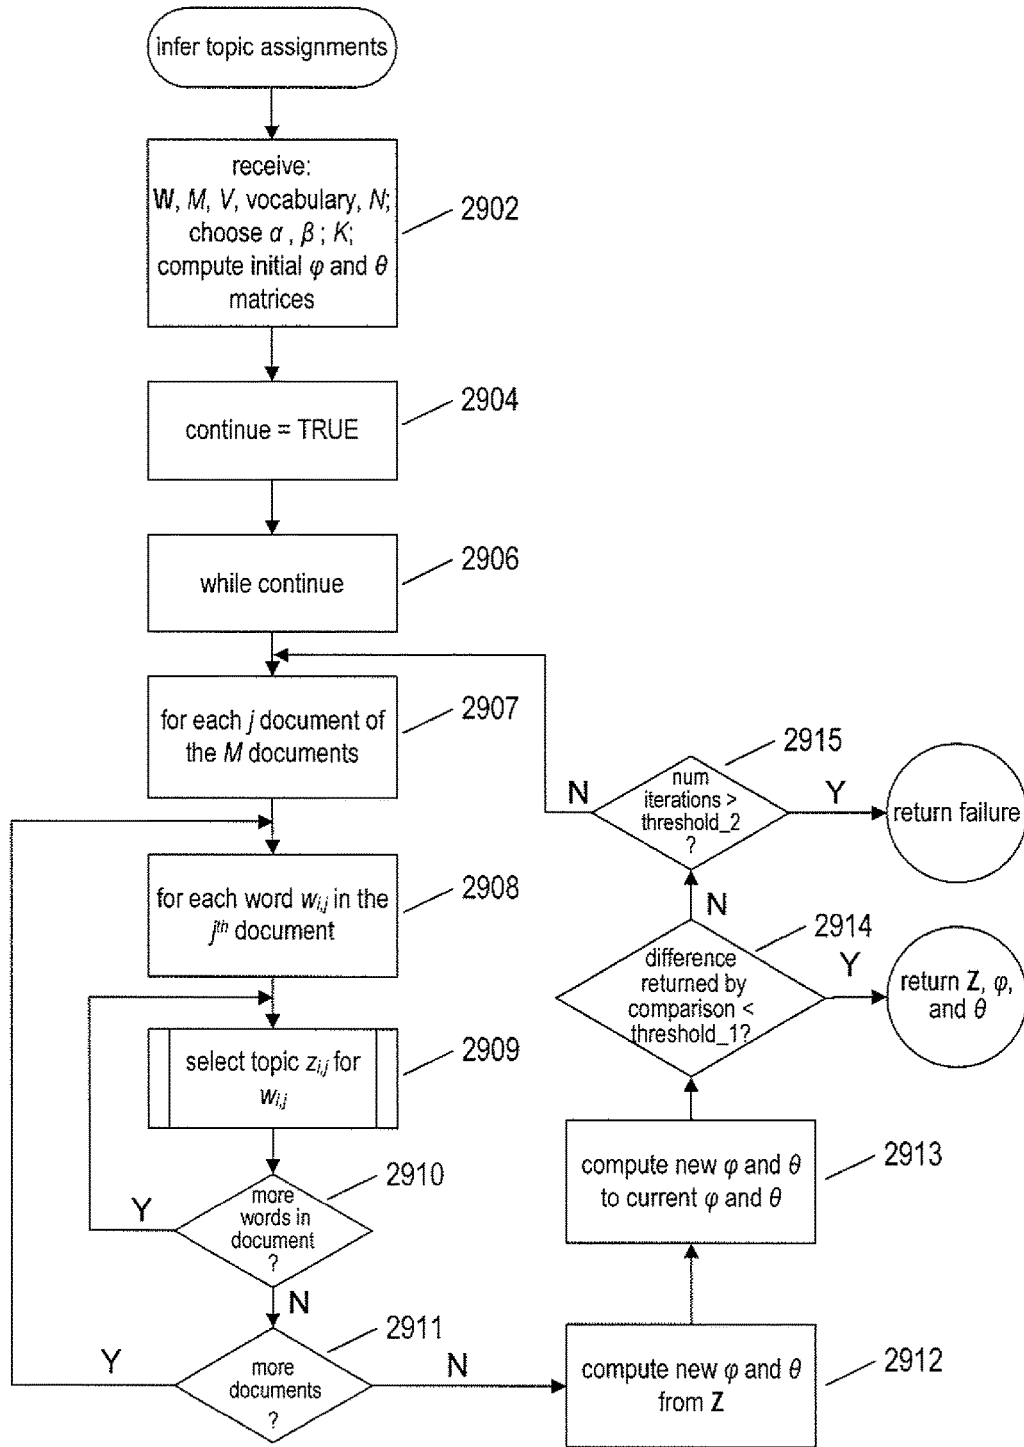 infer topic assignments
receive:
W, M, V, vocabulary, N;
choose α , β ; K;
compute initial φ and θ
matrices
2902
continue = TRUE
2904
while continue
2906
for each j document of
the M documents
2907
for each word wi,j in the
jth document
2908
select topic zi,j for
wi,j
2909
more
words in
document
?
2910
Y
N
more
documents
?
2911
Y
N
compute new φ and θ
from Z
2912
compute new φ and θ
to current φ and θ
2913
difference
returned by
comparison <
threshold_1?
2914
Y
return Z, φ,
and θ
N
num
iterations >
threshold_2
?
2915
N
Y
return failure